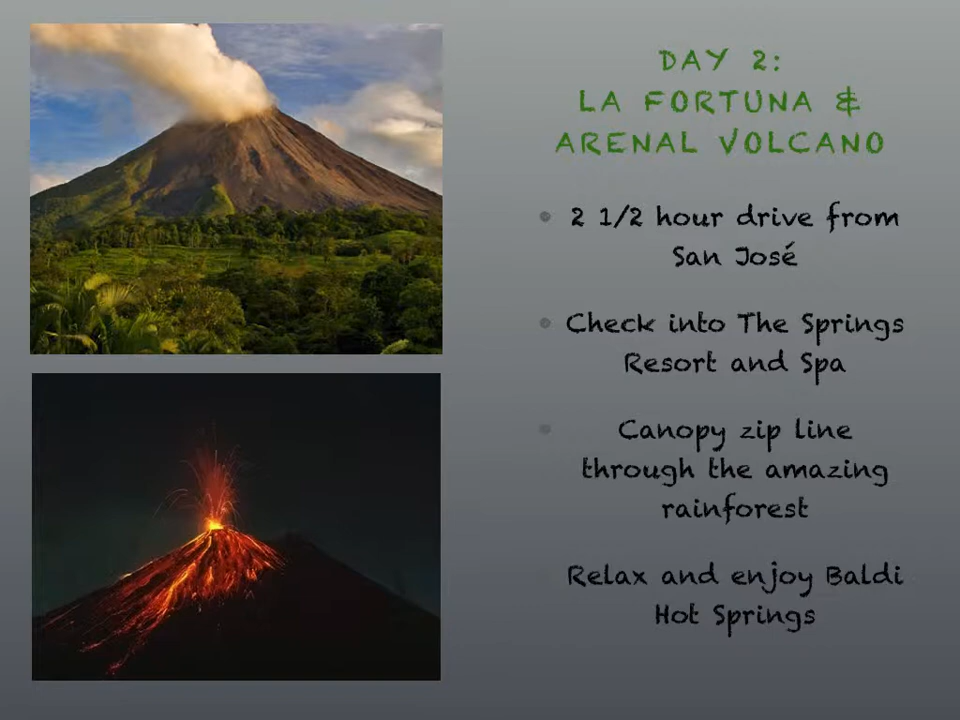 DAY 2:
LA FORTUNA &
ARENAL VOLCANO
2 1/2 hour drive from
San José
Check into The Springs
Resort and Spa
Canopy zip line
through the amazing
rainforest
Relax and enjoy Baldi
Hot Springs